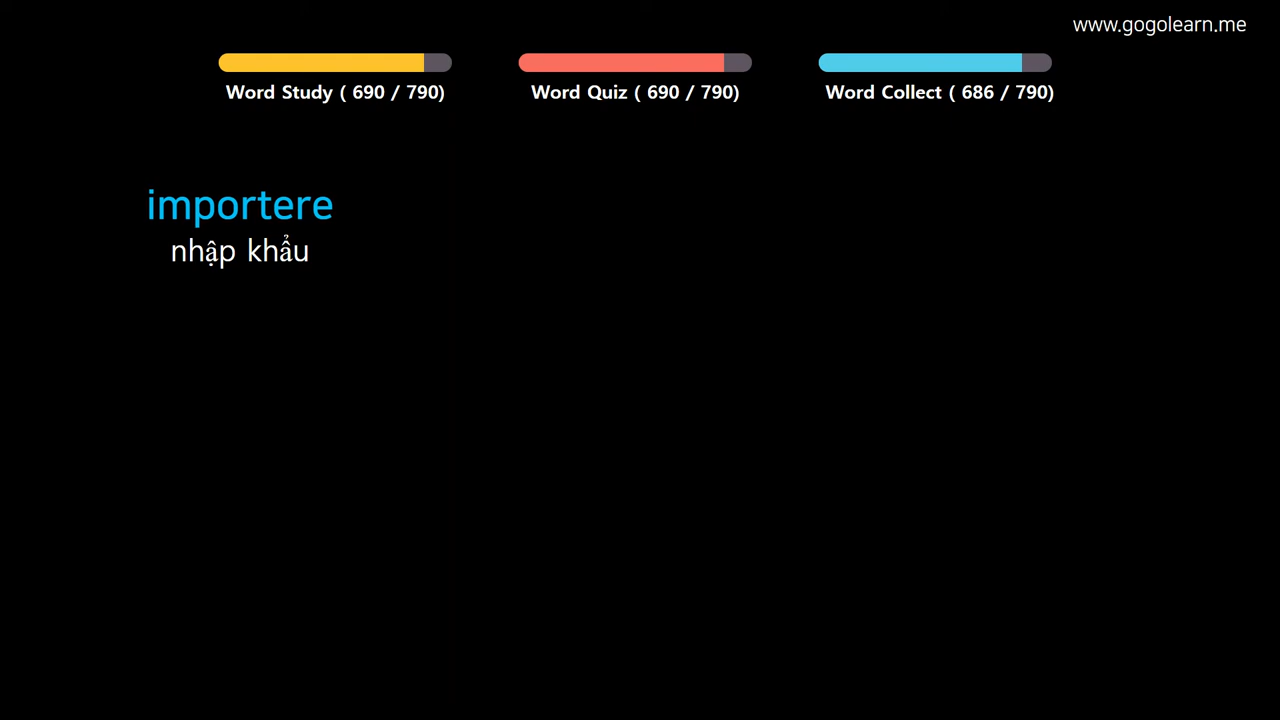 www.gogolearn.me
Word Study ( 690 / 790)
Word Quiz ( 690 / 790)
Word Collect ( 686 / 790)
importere
nhập khẩu